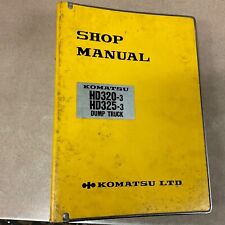 SHOP
MANUAL
KOMATSU
HD320-3
HD325-3
DUMP TRUCK
KOMATSU LTD